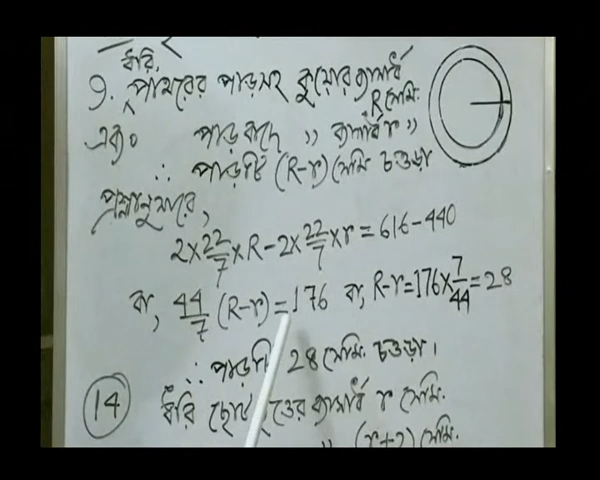 ধরি,
9. পাথরের পাড়সহ কুয়োর ব্যাসার্ধ
R সেমি.
এবং পাড় বাদে " ব্যাসার্ধ r "
∴ পাড়টি (R-r) সেমি চওড়া
প্রশ্নানুসারে,
2×22/7×R-2×22/7×r=616-440
বা, 44/7 (R-r)=176 বা, R-r=176×7/44=28
∴ পাড়টি 28 সেমি. চওড়া।
14 ধরি ছোট বৃত্তের ব্যাসার্ধ r সেমি.
" (r+2) সেমি.